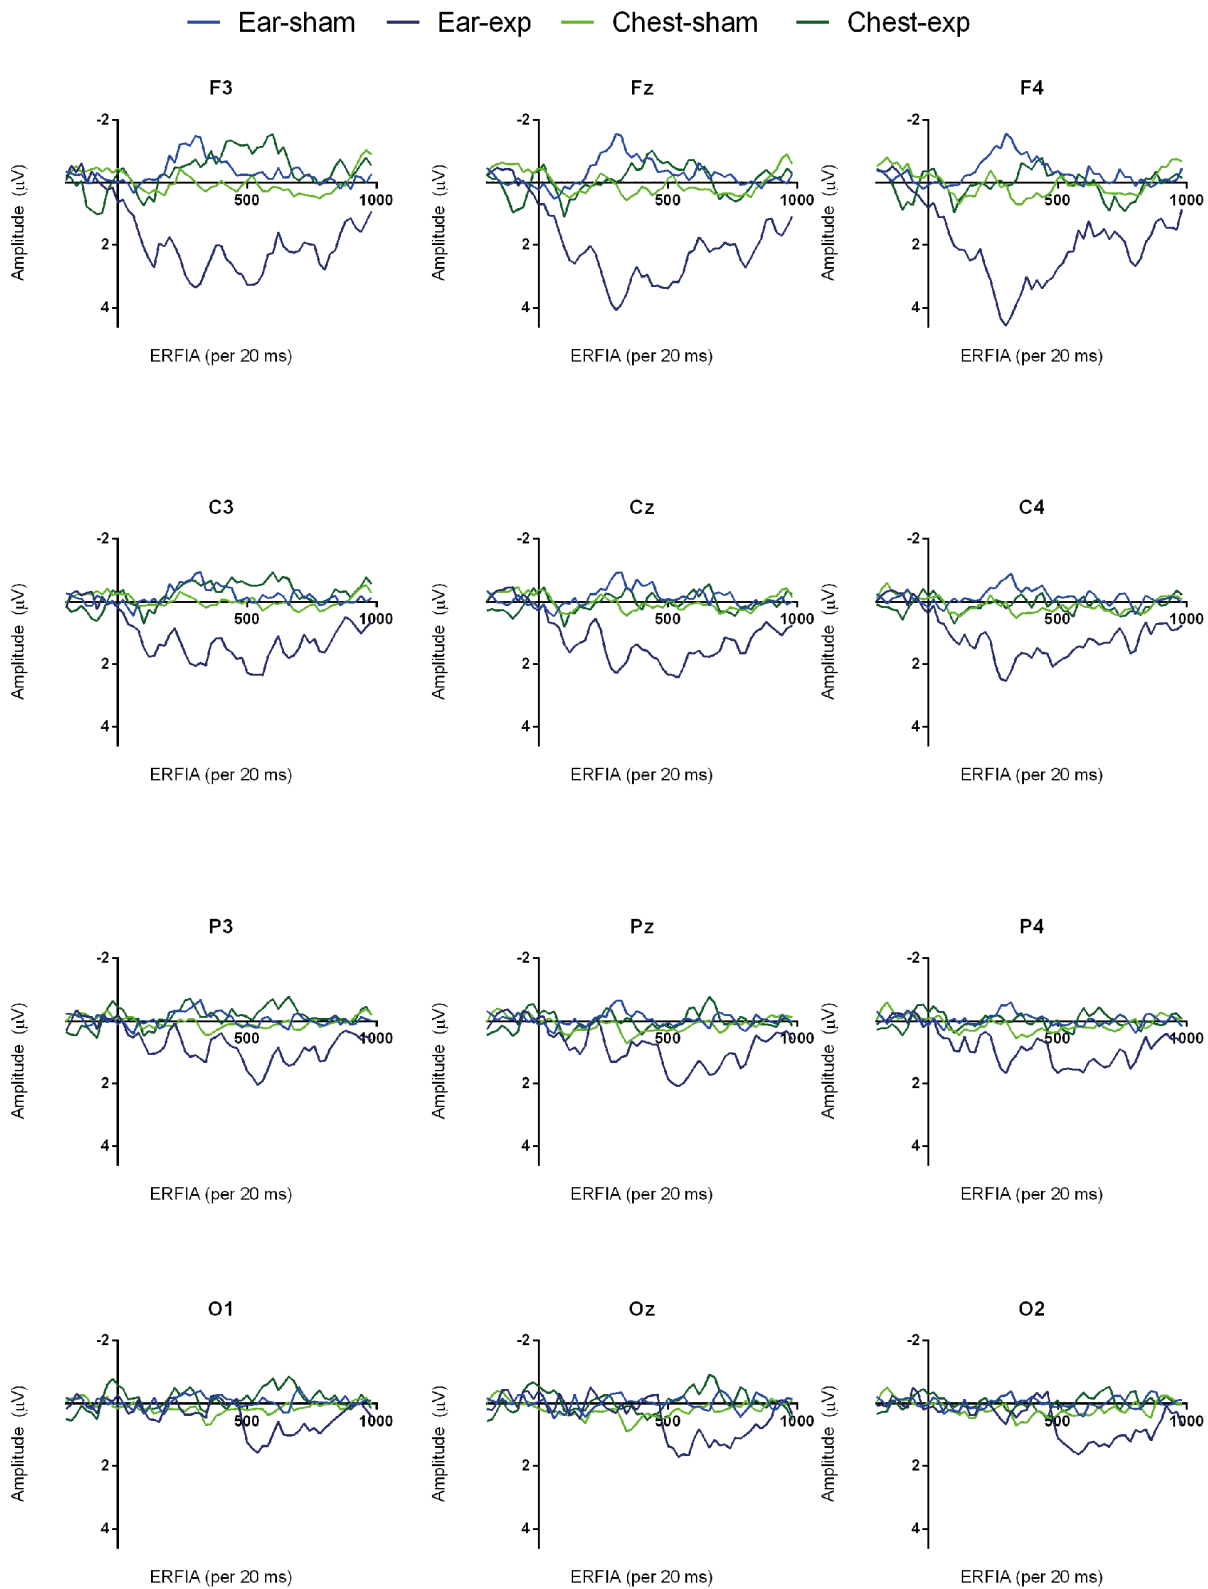 Ear-sham Ear-exp Chest-sham Chest-exp
F3 Fz F4
-2 -2 -2
Amplitude (µV) Amplitude (µV) Amplitude (µV)
500 1000 500 1000 500 1000
2 2 2
4 4 4
ERFIA (per 20 ms) ERFIA (per 20 ms) ERFIA (per 20 ms)
C3 Cz C4
-2 -2 -2
Amplitude (µV) Amplitude (µV) Amplitude (µV)
500 1000 500 1000 500 1000
2 2 2
4 4 4
ERFIA (per 20 ms) ERFIA (per 20 ms) ERFIA (per 20 ms)
P3 Pz P4
-2 -2 -2
Amplitude (µV) Amplitude (µV) Amplitude (µV)
500 1000 500 1000 500 1000
2 2 2
4 4 4
ERFIA (per 20 ms) ERFIA (per 20 ms) ERFIA (per 20 ms)
O1 Oz O2
-2 -2 -2
Amplitude (µV) Amplitude (µV) Amplitude (µV)
500 1000 500 1000 500 1000
2 2 2
4 4 4
ERFIA (per 20 ms) ERFIA (per 20 ms) ERFIA (per 20 ms)